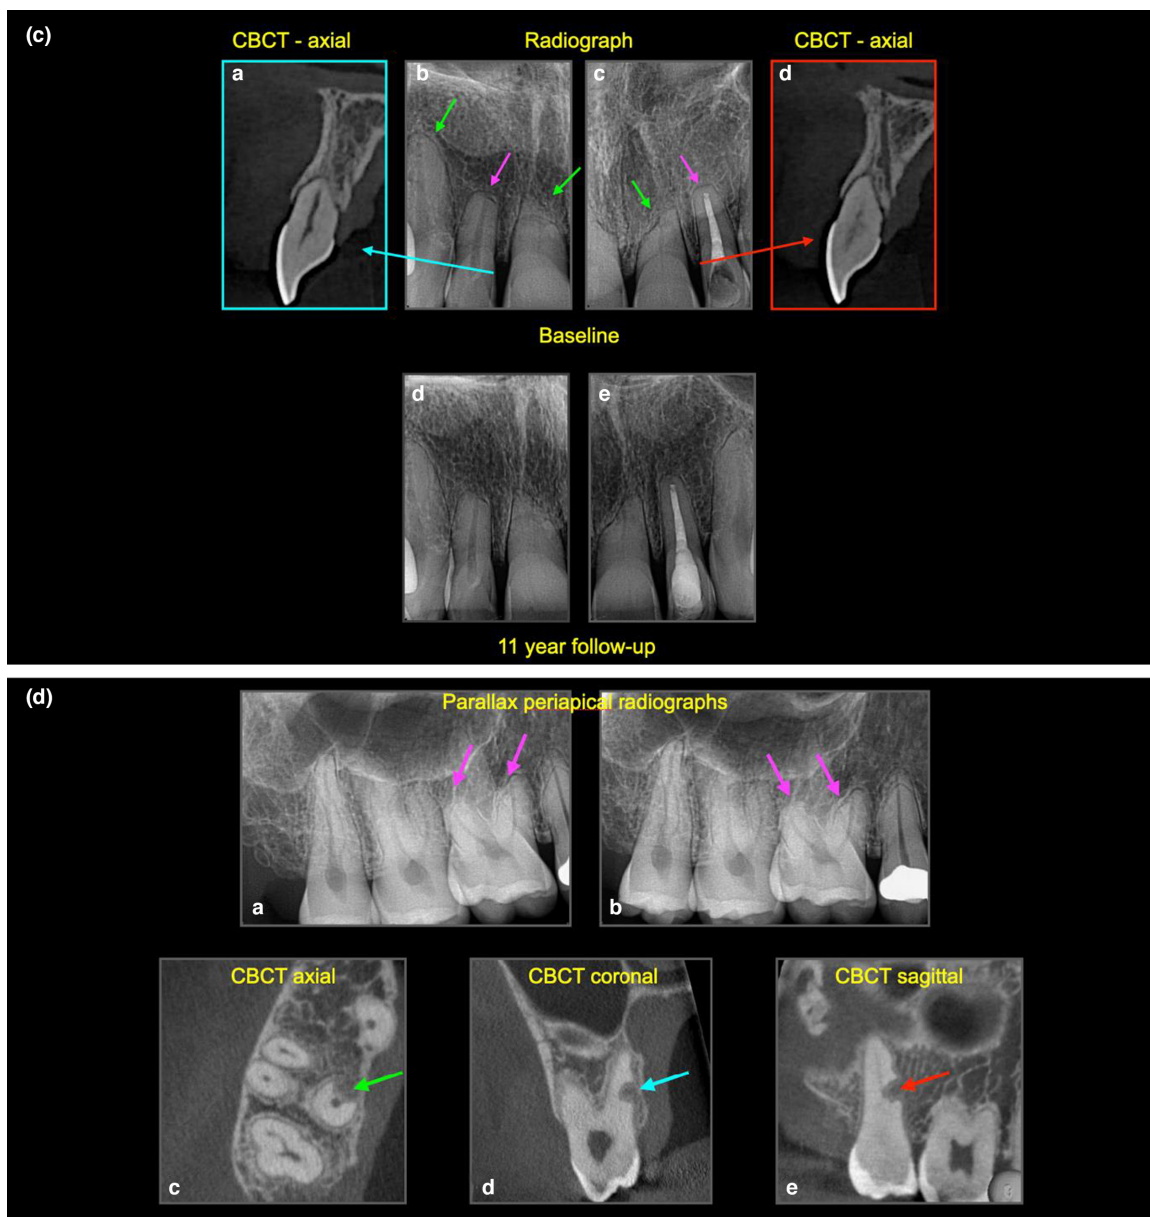 (c)
CBCT - axial Radiograph CBCT - axial
a b c d
Baseline
d e
11 year follow-up
(d)
Parallax periapical radiographs
a b
CBCT axial CBCT coronal CBCT sagittal
c d e